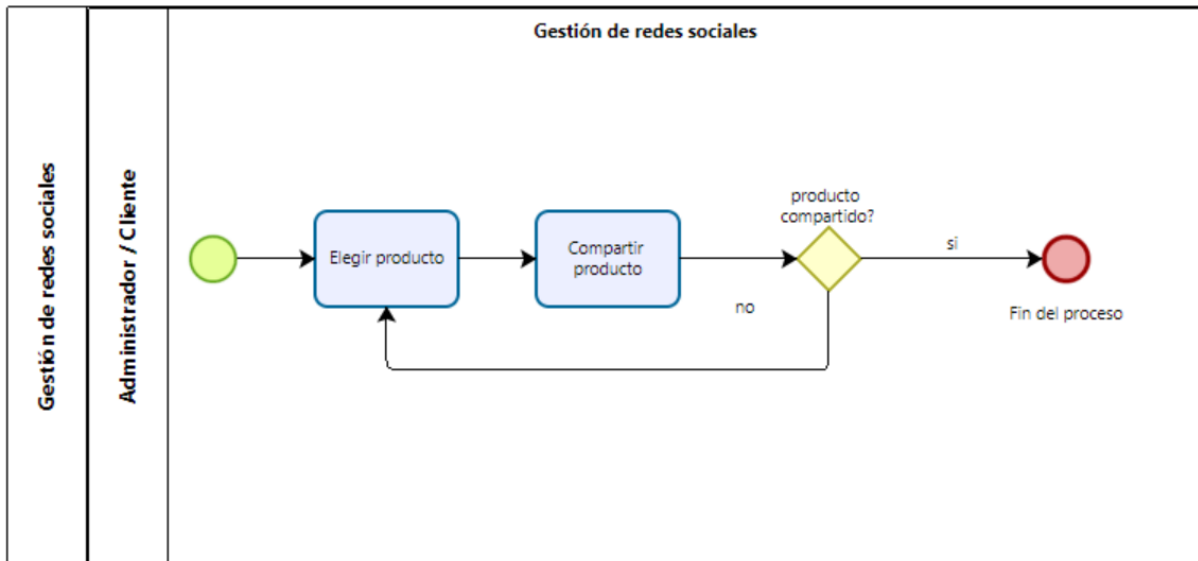 Gestión de redes sociales
Gestión de redes sociales
Administrador / Cliente
Elegir producto
Compartir
producto
producto
compartido?
si
no
Fin del proceso